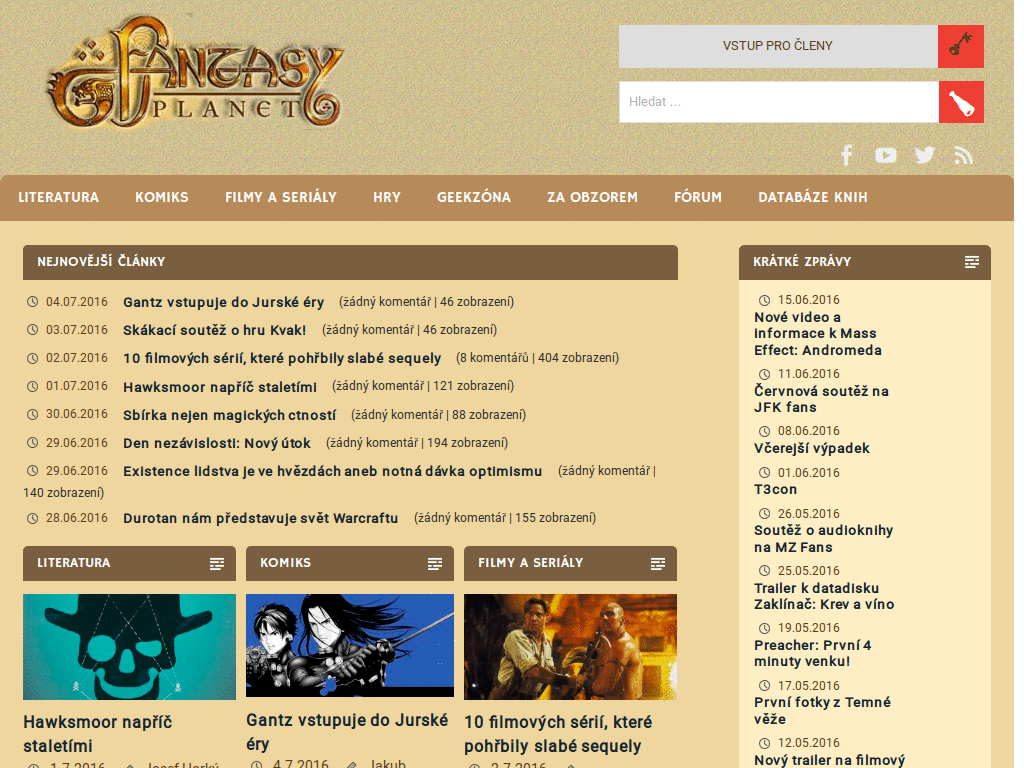 Fantasy
PLANET
VSTUP PRO ČLENY
Hledat ...
LITERATURA KOMIKS FILMY A SERIÁLY HRY GEEKZÓNA ZA OBZOREM FÓRUM DATABÁZE KNIH
NEJNOVĚJŠÍ ČLÁNKY
04.07.2016 Gantz vstupuje do Jurské éry (žádný komentář | 46 zobrazení)
03.07.2016 Skákací soutěž o hru Kvak! (žádný komentář | 46 zobrazení)
02.07.2016 10 filmových sérií, které pohřbily slabé sequely (8 komentářů | 404 zobrazení)
01.07.2016 Hawksmoor napříč staletími (žádný komentář | 121 zobrazení)
30.06.2016 Sbírka nejen magických ctností (žádný komentář | 88 zobrazení)
29.06.2016 Den nezávislosti: Nový útok (žádný komentář | 194 zobrazení)
29.06.2016 Existence lidstva je ve hvězdách aneb notná dávka optimismu (žádný komentář |
140 zobrazení)
28.06.2016 Durotan nám představuje svět Warcraftu (žádný komentář | 155 zobrazení)
LITERATURA
Hawksmoor napříč
staletími
1.7.2016 Josef Horký
KOMIKS
Gantz vstupuje do Jurské
éry
4.7.2016 Jakub
FILMY A SERIÁLY
10 filmových sérií, které
pohřbily slabé sequely
2.7.2016
KRÁTKÉ ZPRÁVY
15.06.2016
Nové video a
informace k Mass
Effect: Andromeda
11.06.2016
Červnová soutěž na
JFK fans
08.06.2016
Včerejší výpadek
01.06.2016
T3con
26.05.2016
Soutěž o audioknihy
na MZ Fans
25.05.2016
Trailer k datadisku
Zaklínač: Krev a víno
19.05.2016
Preacher: První 4
minuty venku!
17.05.2016
První fotky z Temné
věže
12.05.2016
Nový trailer na filmový